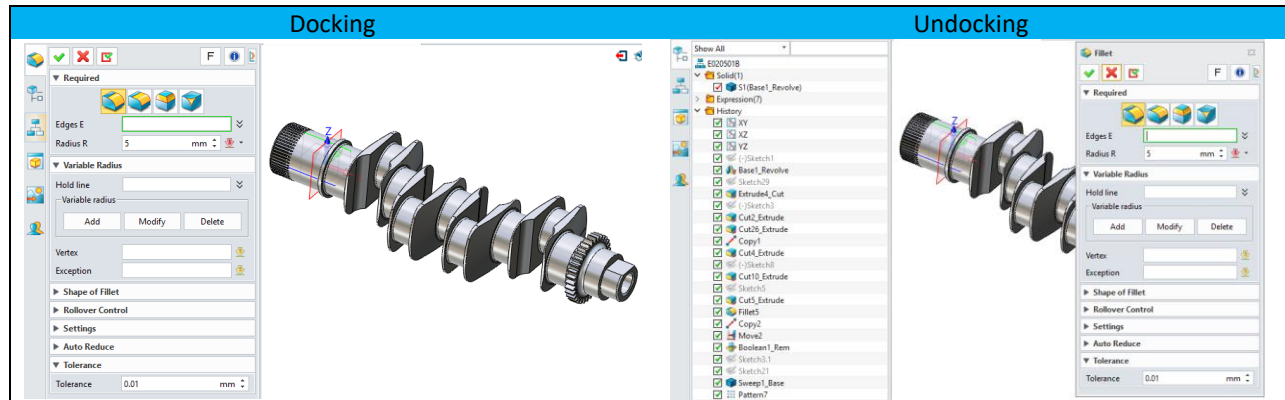 Docking
Undocking
F
Required
Edges E
Radius R 5 mm
Variable Radius
Hold line
Variable radius
Add Modify Delete
Vertex
Exception
Shape of Fillet
Rollover Control
Settings
Auto Reduce
Tolerance
Tolerance 0.01 mm
Z
Show All
E020501B
Solid(1)
S1(Base1_Revolve)
Expression(7)
History
XY
XZ
YZ
(-)Sketch1
Base1_Revolve
Sketch29
Extrude4_Cut
(-)Sketch3
Cut2_Extrude
Cut26_Extrude
Copy1
Cut4_Extrude
(-)Sketch8
Cut10_Extrude
Sketch5
Cut5_Extrude
Fillet5
Copy2
Move2
Boolean1_Rem
Sketch3.1
Sketch21
Sweep1_Base
Pattern7
Z
Fillet
F
Required
Edges E
Radius R 5 mm
Variable Radius
Hold line
Variable radius
Add Modify Delete
Vertex
Exception
Shape of Fillet
Rollover Control
Settings
Auto Reduce
Tolerance
Tolerance 0.01 mm